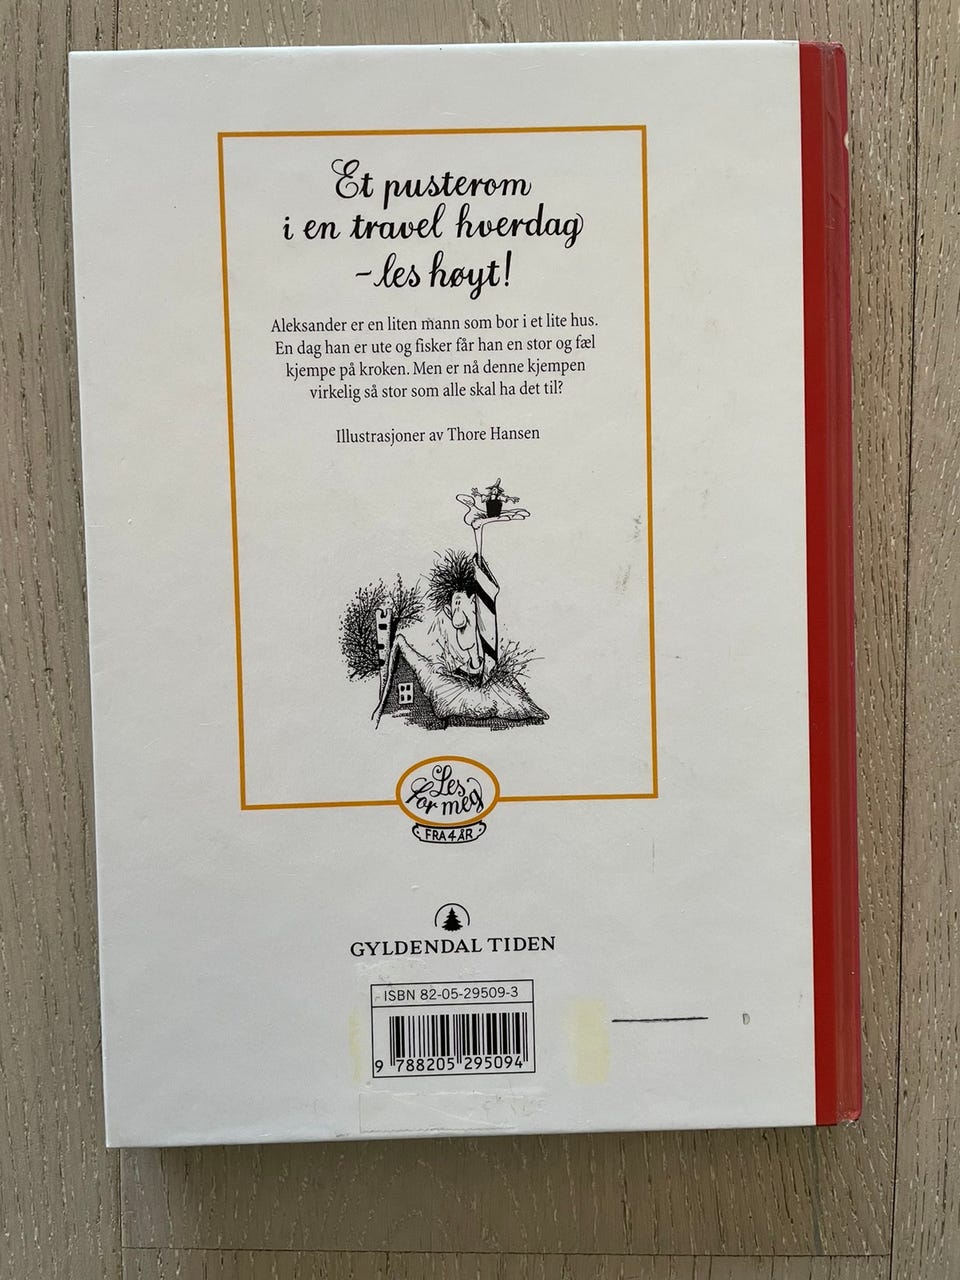 Et pusterom
i en travel hverdag
– les høyt!
Aleksander er en liten mann som bor i et lite hus.
En dag han er ute og fisker får han en stor og fæl
kjempe på kroken. Men er nå denne kjempen
virkelig så stor som alle skal ha det til?
Illustrasjoner av Thore Hansen
Les
for meg
FRA 4 ÅR
GYLDENDAL TIDEN
ISBN 82-05-29509-3
9 788205 295094